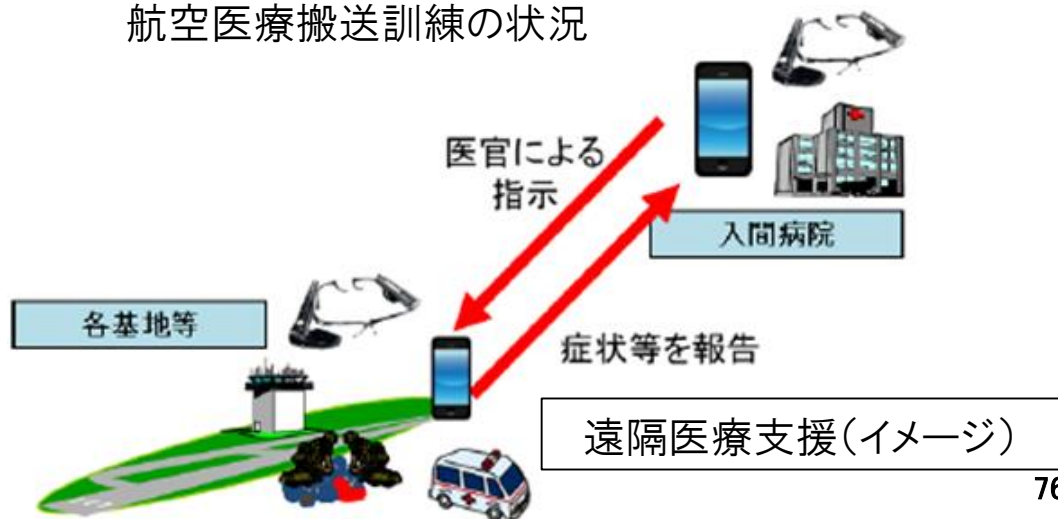 航空医療搬送訓練の状況
医官による
指示
入間病院
各基地等
症状等を報告
遠隔医療支援(イメージ)
76